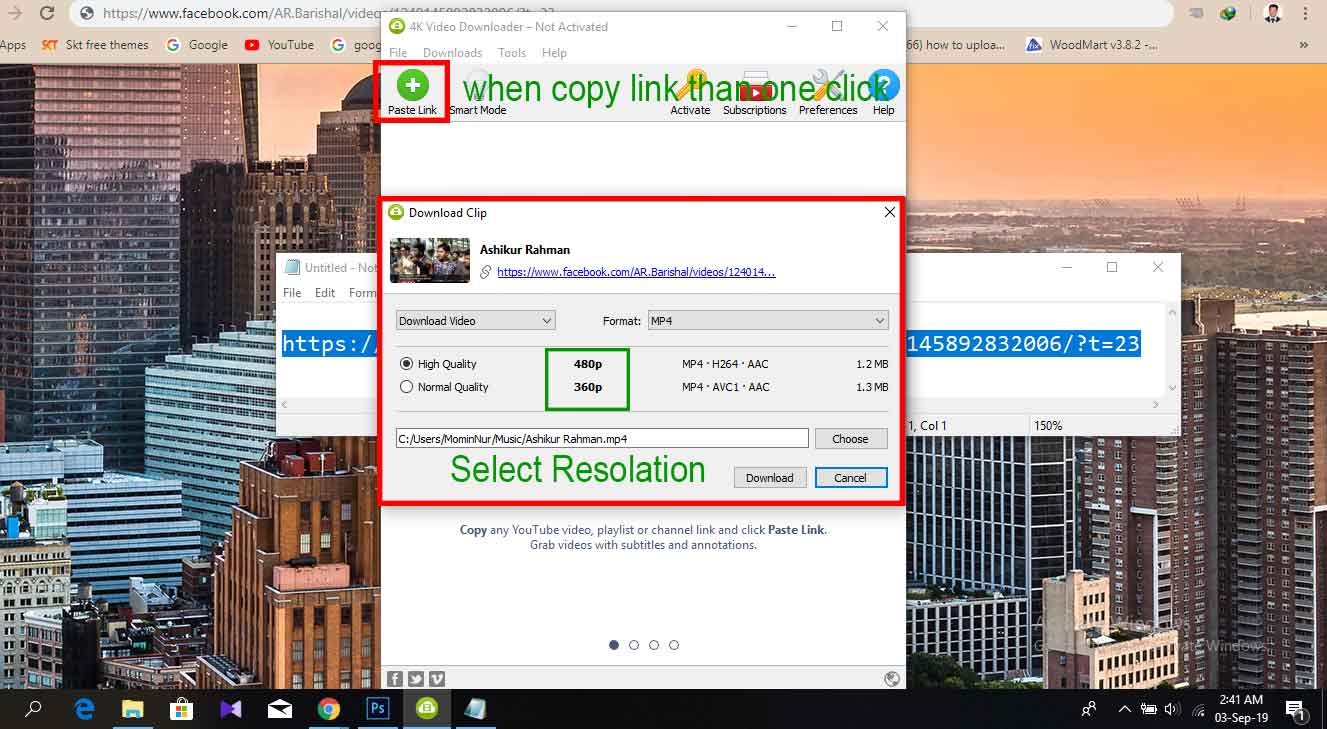 https://www.facebook.com/AR.Barishal/videos/1240145892832006/?t=23
Apps
SKT
Skt free themes
Google
YouTube
goog
66) how to uploa...
WoodMart v3.8.2 -...
»
4K Video Downloader – Not Activated
File Downloads Tools Help
when copy link than one click
Paste Link
Smart Mode
Activate
Subscriptions
Preferences
Help
Download Clip
Ashikur Rahman
https://www.facebook.com/AR.Barishal/videos/124014...
Untitled - Not
File Edit Form
https:/
145892832006/?t=23
Download Video
Format: MP4
High Quality 480p MP4 · H264 · AAC 1.2 MB
Normal Quality 360p MP4 · AVC1 · AAC 1.3 MB
1, Col 1
150%
C:/Users/MominNur/Music/Ashikur Rahman.mp4
Choose
Select Resolation
Download
Cancel
Copy any YouTube video, playlist or channel link and click Paste Link.
Grab videos with subtitles and annotations.
Ps
2:41 AM
03-Sep-19
1